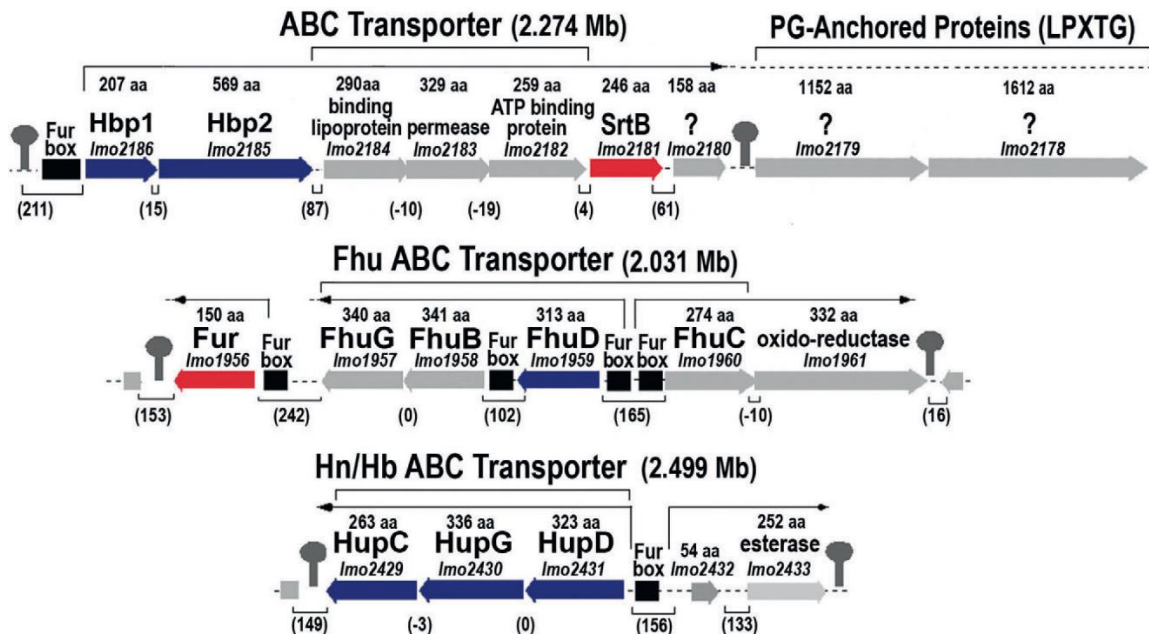 ABC Transporter (2.274 Mb) PG-Anchored Proteins (LPXTG)
207 aa 569 aa 290aa 329 aa 259 aa 246 aa 158 aa 1152 aa 1612 aa
Fur box Hbp1 Hbp2 binding lipoprotein permease ATP binding protein SrtB ? ? ?
lmo2186 lmo2185 lmo2184 lmo2183 lmo2182 lmo2181 lmo2180 lmo2179 lmo2178
(211) (15) (87) (-10) (-19) (4) (61)
Fhu ABC Transporter (2.031 Mb)
150 aa 340 aa 341 aa 313 aa 274 aa 332 aa
Fur Fur box FhuG FhuB Fur box FhuD Fur box Fur box FhuC oxido-reductase
lmo1956 lmo1957 lmo1958 lmo1959 lmo1960 lmo1961
(153) (242) (0) (102) (165) (-10) (16)
Hn/Hb ABC Transporter (2.499 Mb)
263 aa 336 aa 323 aa 54 aa 252 aa
HupC HupG HupD Fur box esterase
lmo2429 lmo2430 lmo2431 lmo2432 lmo2433
(149) (-3) (0) (156) (133)